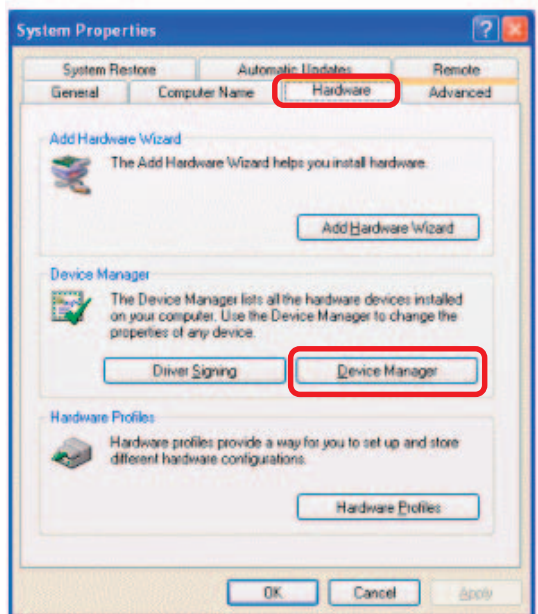 System Properties
System Restore Automatic Updates Remote
General Computer Name Hardware Advanced
Add Hardware Wizard
The Add Hardware Wizard helps you install hardware.
Add Hardware Wizard
Device Manager
The Device Manager lists all the hardware devices installed
on your computer. Use the Device Manager to change the
properties of any device.
Driver Signing Device Manager
Hardware Profiles
Hardware profiles provide a way for you to set up and store
different hardware configurations.
Hardware Profiles
OK Cancel Apply